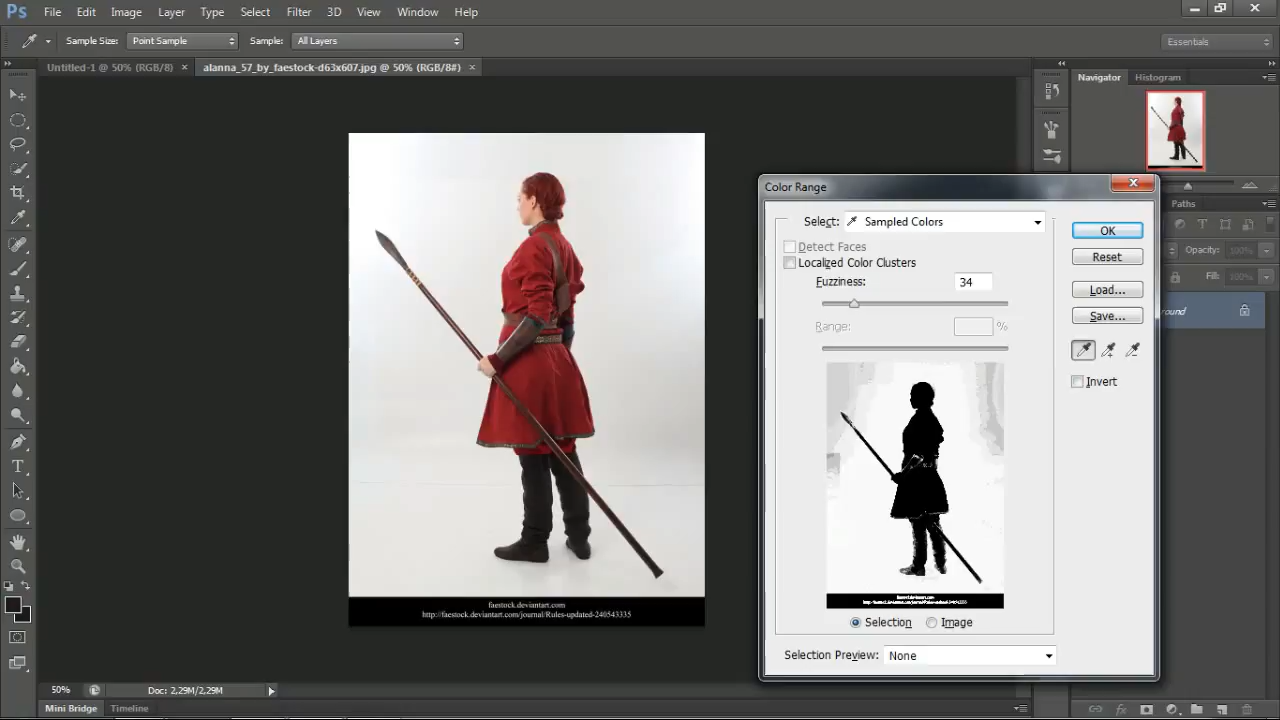 Ps File Edit Image Layer Type Select Filter 3D View Window Help
Sample Size: Point Sample Sample: All Layers Essentials
Untitled-1 @ 50% (RGB/8) × alanna_57_by_faestock-d63x607.jpg @ 50% (RGB/8#) ×
Navigator Histogram
Color Range
Paths
Select: Sampled Colors
OK
Detect Faces
Reset
Opacity: 100%
Localized Color Clusters
Fuzziness: 34
Fill: 100%
Load...
Save...
Range: %
round
Invert
faestock.deviantart.com
http://faestock.deviantart.com/journal/Rules-updated-240543335
Selection Image
Selection Preview: None
50% Doc: 2,29M/2,29M
Mini Bridge Timeline